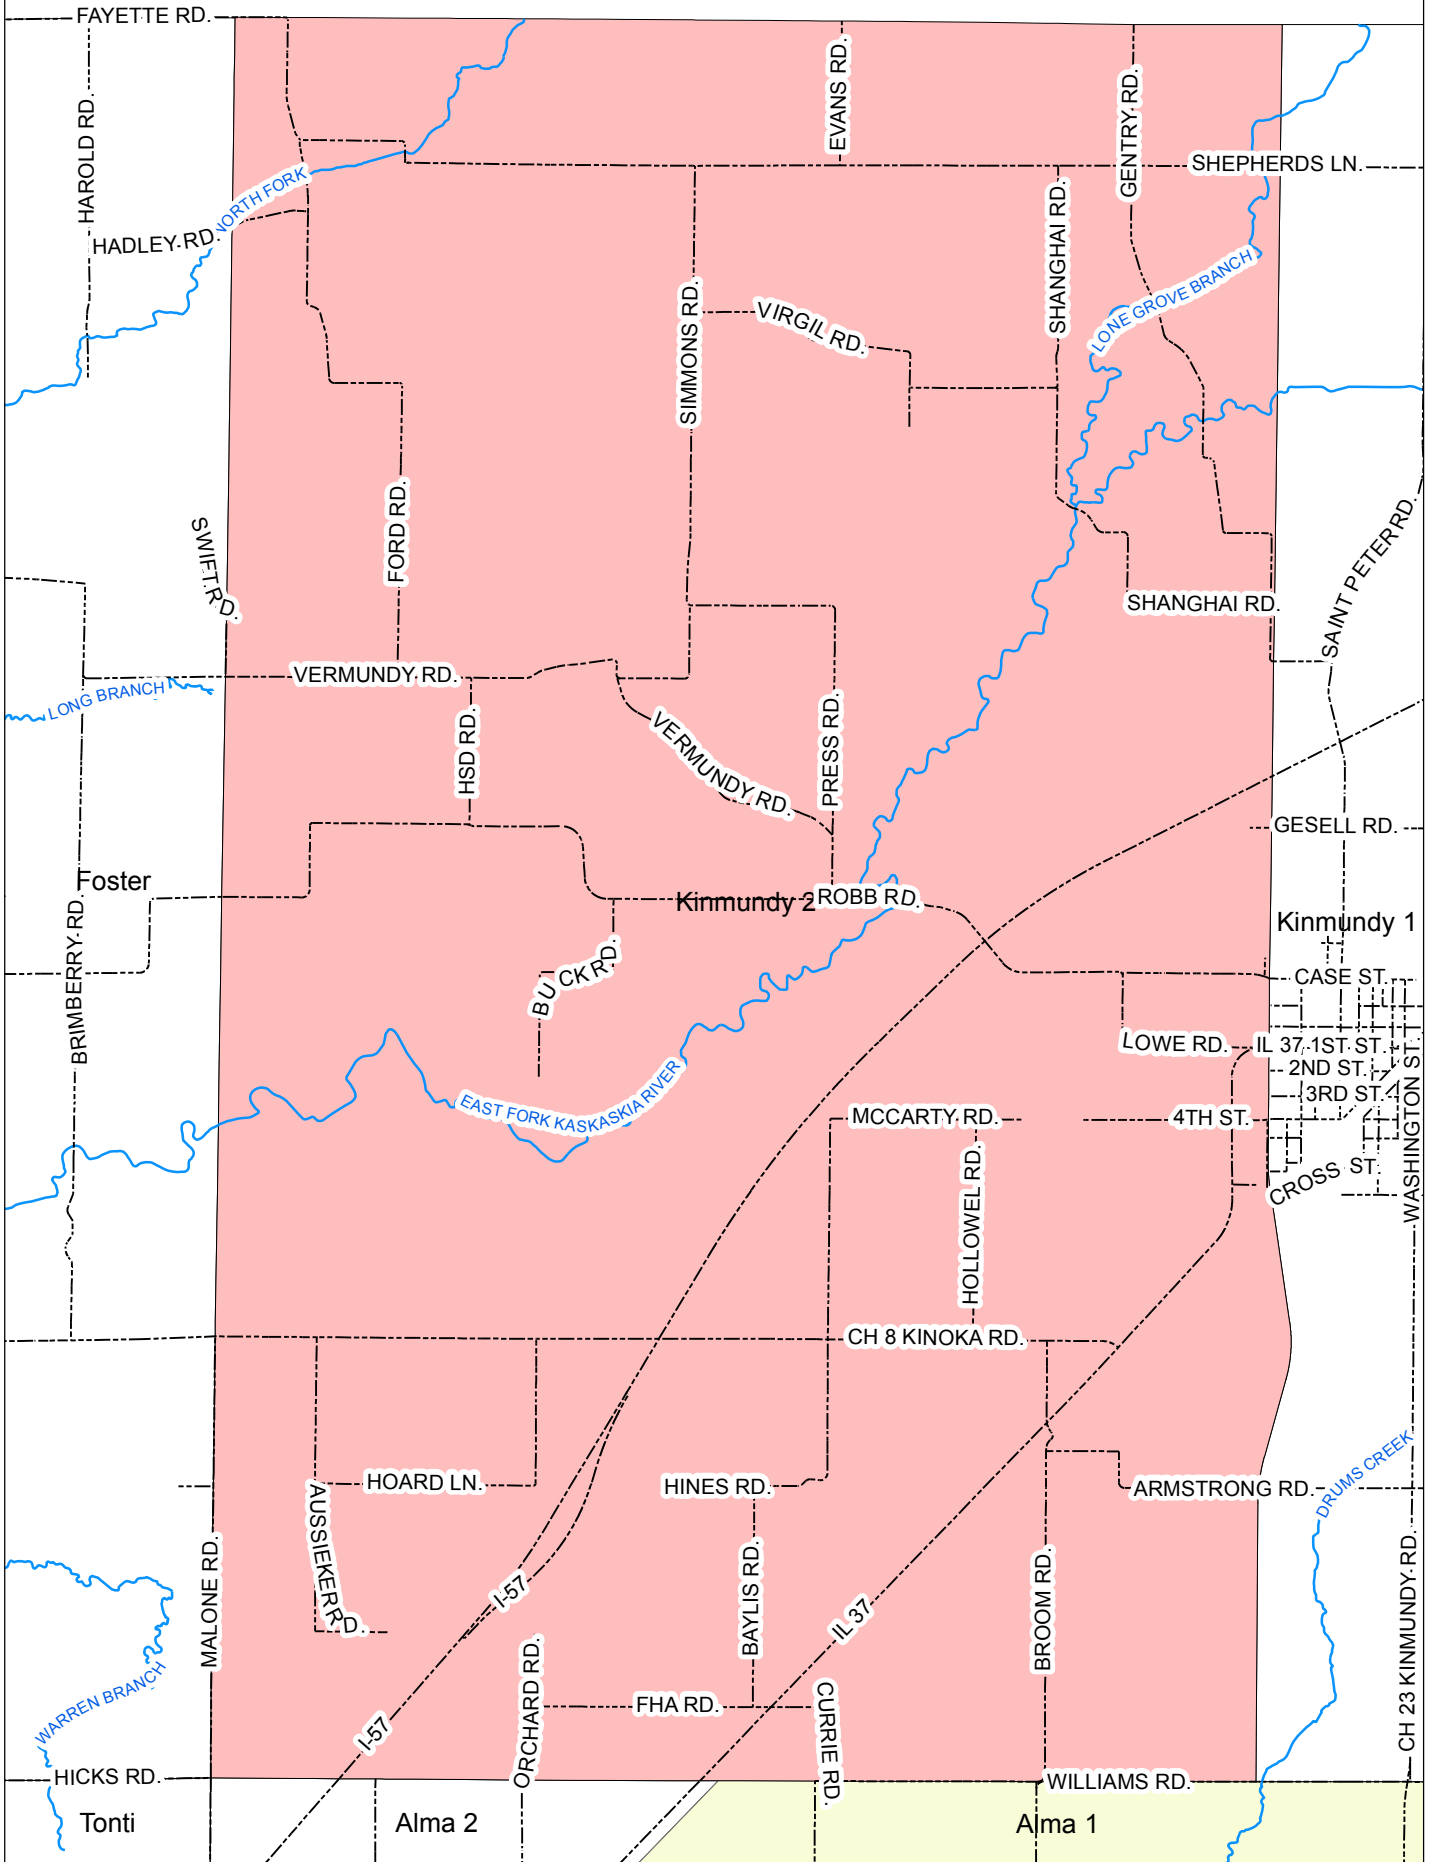 FAYETTE RD.
HAROLD RD.
EVANS RD.
GENTRY RD.
SHEPHERDS LN.
NORTH FORK
HADLEY RD.
SHANGHAI RD.
LONE GROVE BRANCH
SIMMONS RD.
VIRGIL RD.
FORD RD.
SWIFT RD.
SAINT PETER RD.
SHANGHAI RD.
VERMUNDY RD.
LONG BRANCH
HSD RD.
VERMUNDY RD.
PRESS RD.
GESELL RD.
Foster
Kinmundy 2
ROBB RD.
Kinmundy 1
BRIMBERRY RD.
BUCK RD.
CASE ST.
LOWE RD.
IL 37 1ST ST.
2ND ST.
3RD ST.
EAST FORK KASKASKIA RIVER
MCCARTY RD.
4TH ST.
WASHINGTON ST.
CROSS ST.
HOLLOWEL RD.
CH 8 KINOKA RD.
HOARD LN.
HINES RD.
ARMSTRONG RD.
DRUMS CREEK
AUSSIEKER RD.
MALONE RD.
I-57
BAYLIS RD.
IL 37
BROOM RD.
CH 23 KINMUNDY RD.
WARREN BRANCH
ORCHARD RD.
FHA RD.
CURRIE RD.
I-57
HICKS RD.
WILLIAMS RD.
Tonti
Alma 2
Alma 1